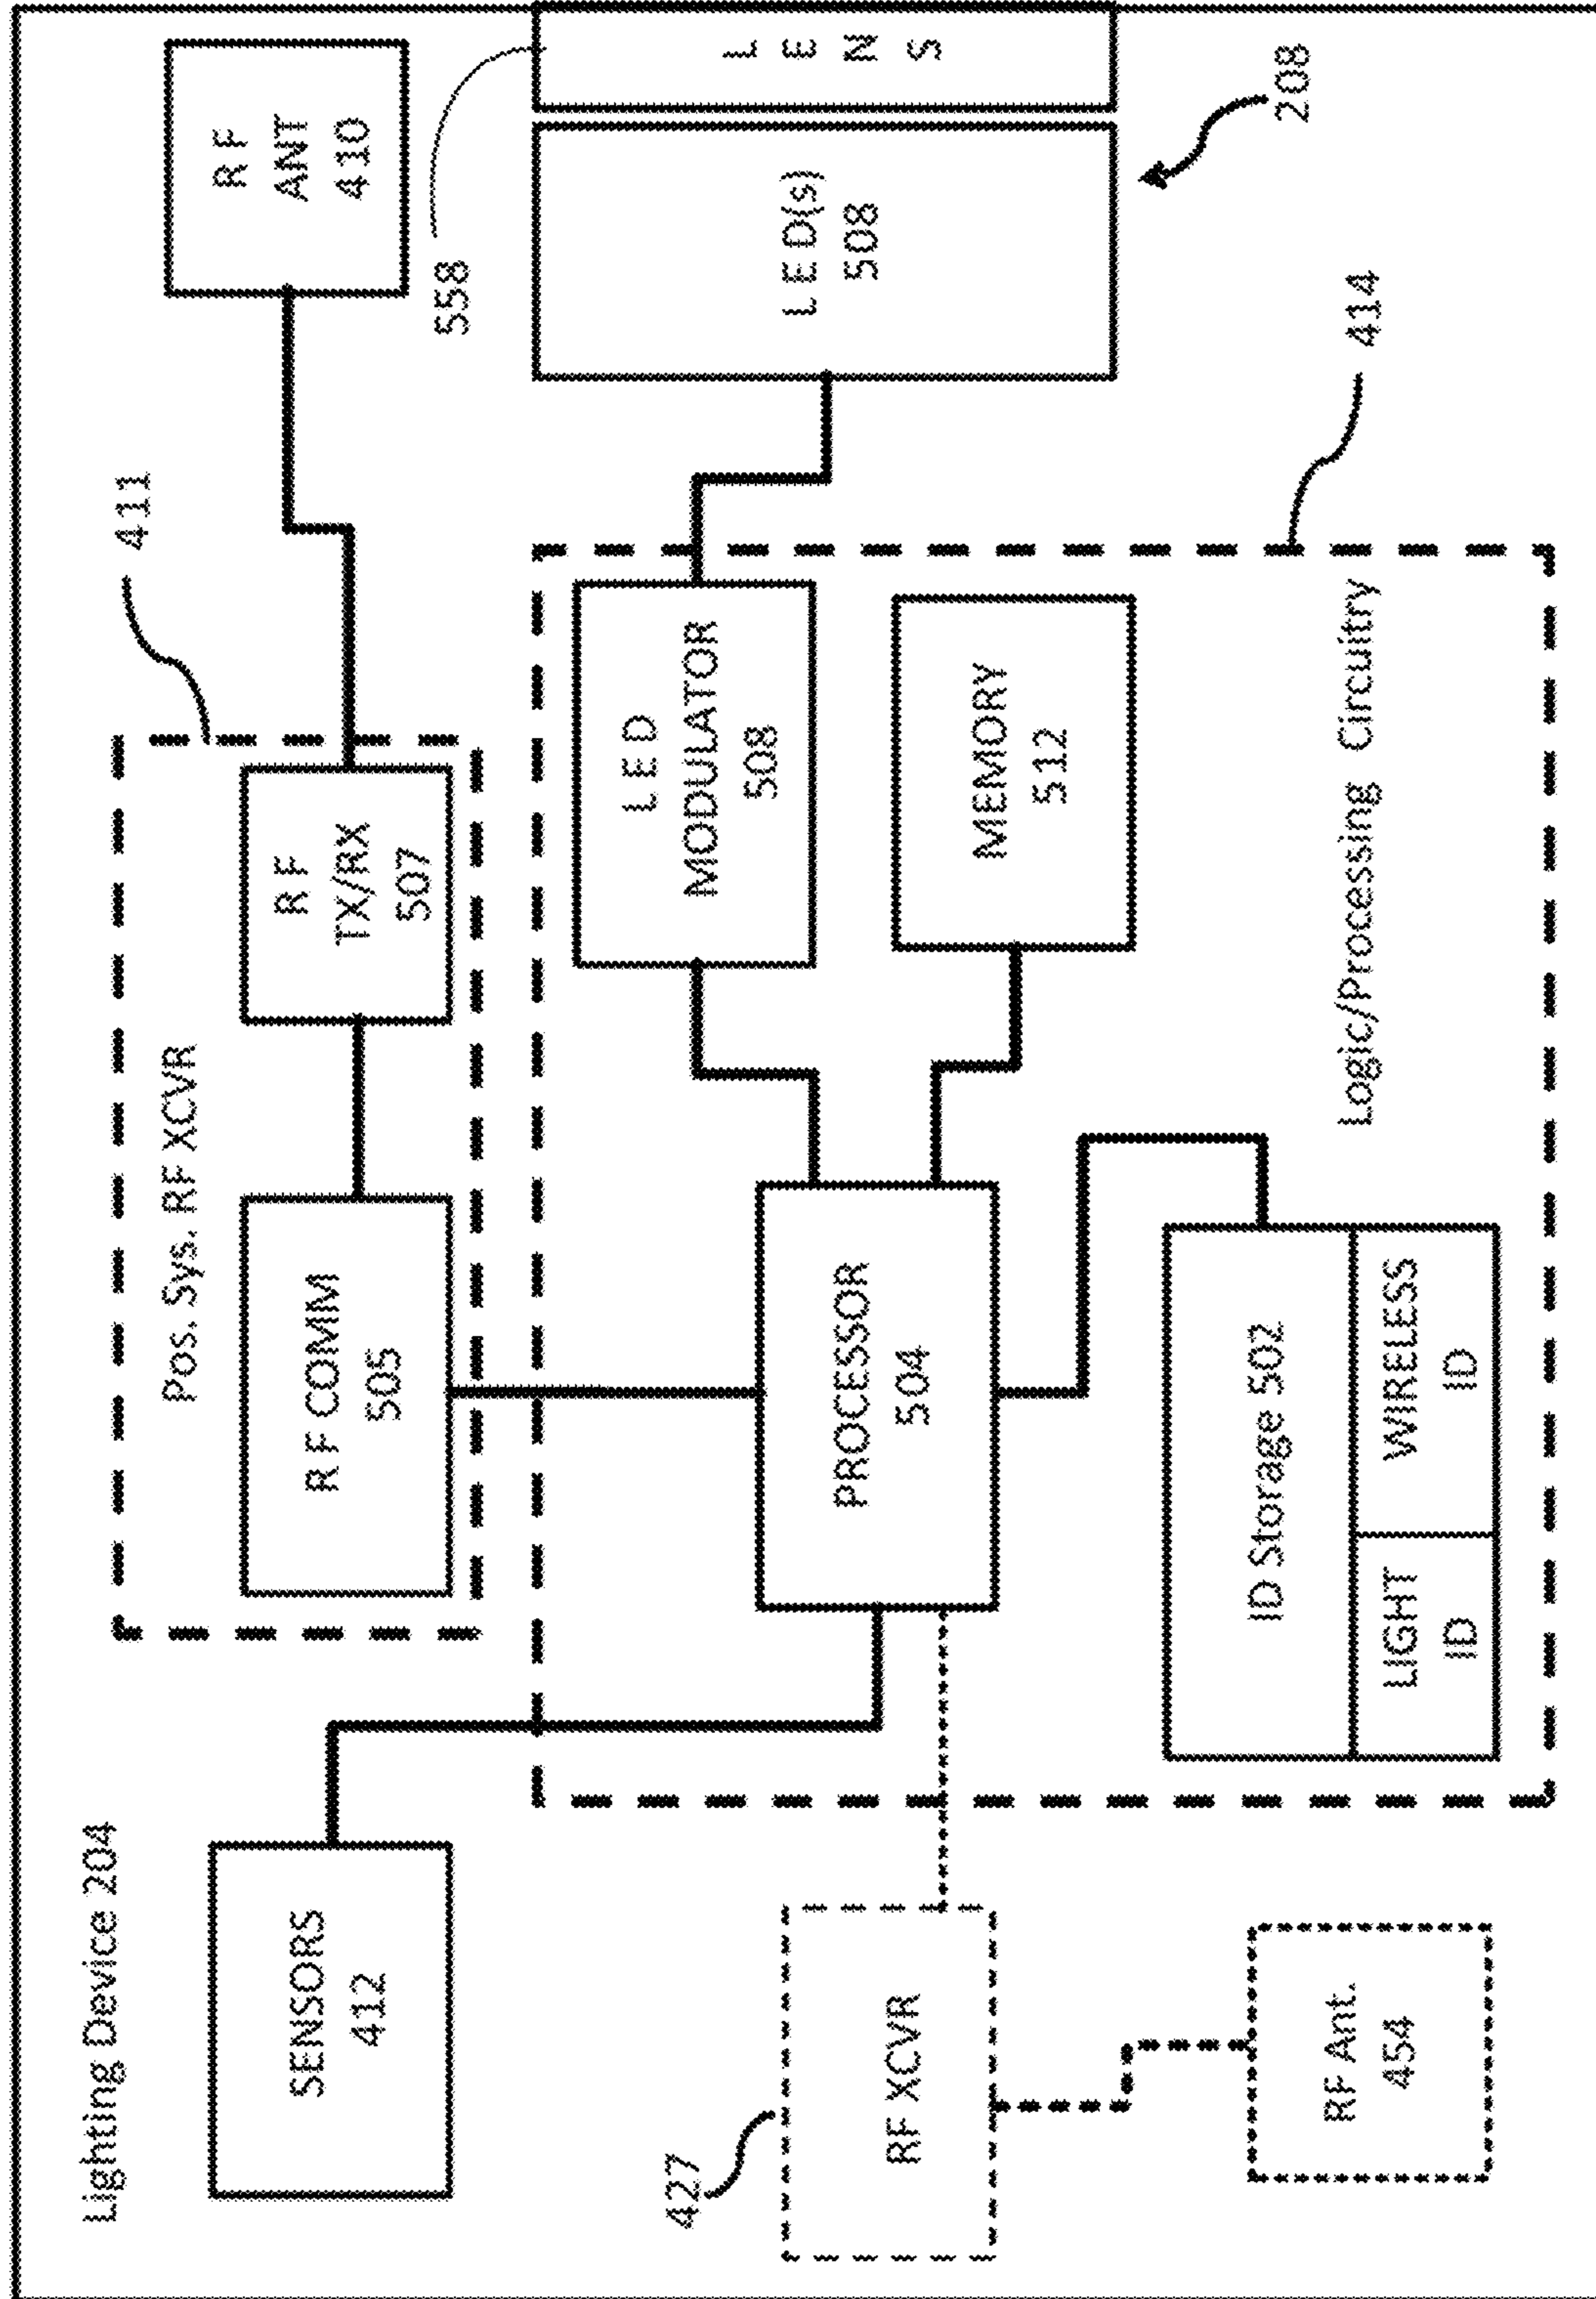 Lighting Device 204
SENSORS
412
411
Pos. Sys. RF XCVR
R F COMM
505
R F
TX/RX
507
R F
ANT
410
558
L E D
MODULATOR
508
L E D(s)
508
L E N S
208
PROCESSOR
504
MEMORY
512
414
427
RF XCVR
RF Ant.
454
ID Storage 502
LIGHT
ID
WIRELESS
ID
Logic/Processing Circuitry